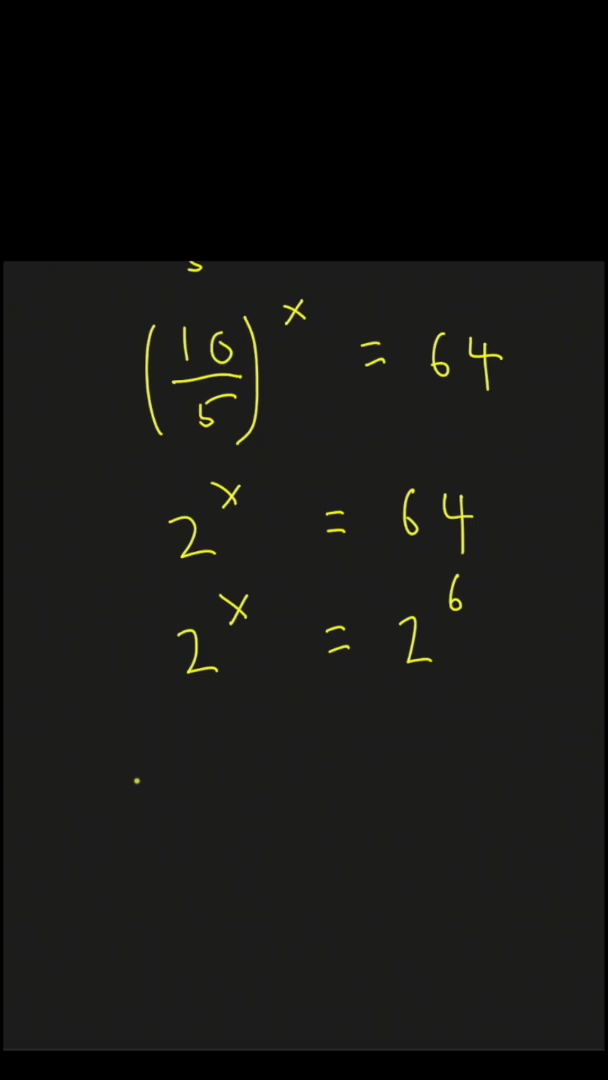 (10/5)^x = 64
2^x = 64
2^x = 2^6